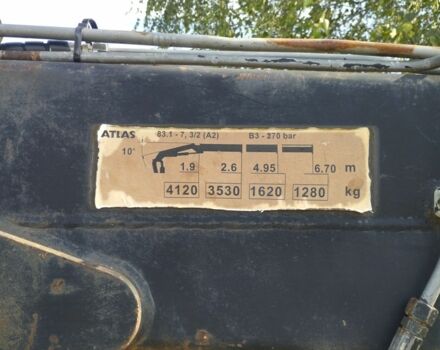 ATLAS 83.1 - 7, 3/2 (A2) B3 - 270 bar
10°
1.9 2.6 4.95 6.70 m
4120 3530 1620 1280 kg